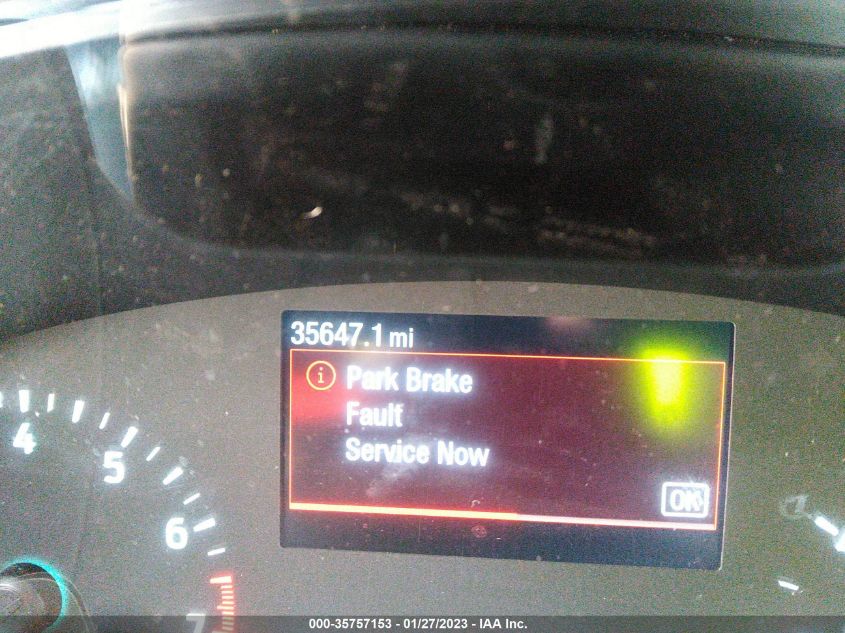 35647.1 mi
Park Brake
Fault
Service Now
OK
4
5
6
7
000-35757153 - 01/27/2023 - IAA Inc.